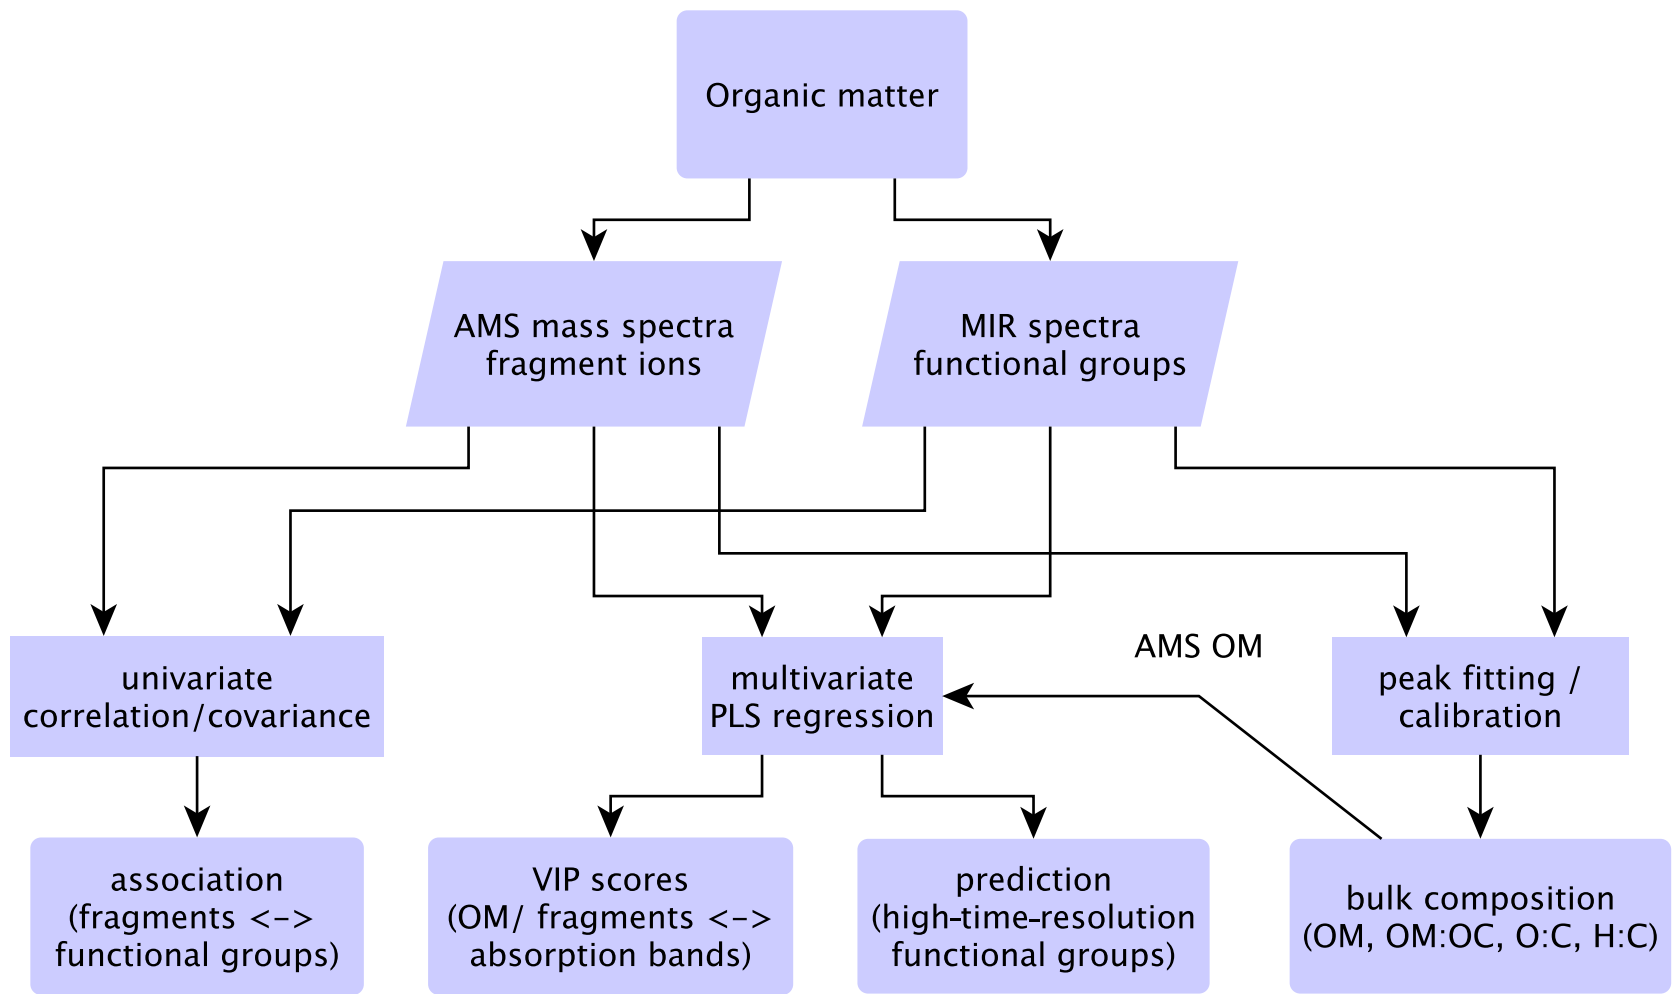 Organic matter
AMS mass spectra
fragment ions
MIR spectra
functional groups
AMS OM
univariate
correlation/covariance
multivariate
PLS regression
peak fitting /
calibration
association
(fragments <->
functional groups)
VIP scores
(OM/ fragments <->
absorption bands)
prediction
(high-time-resolution
functional groups)
bulk composition
(OM, OM:OC, O:C, H:C)